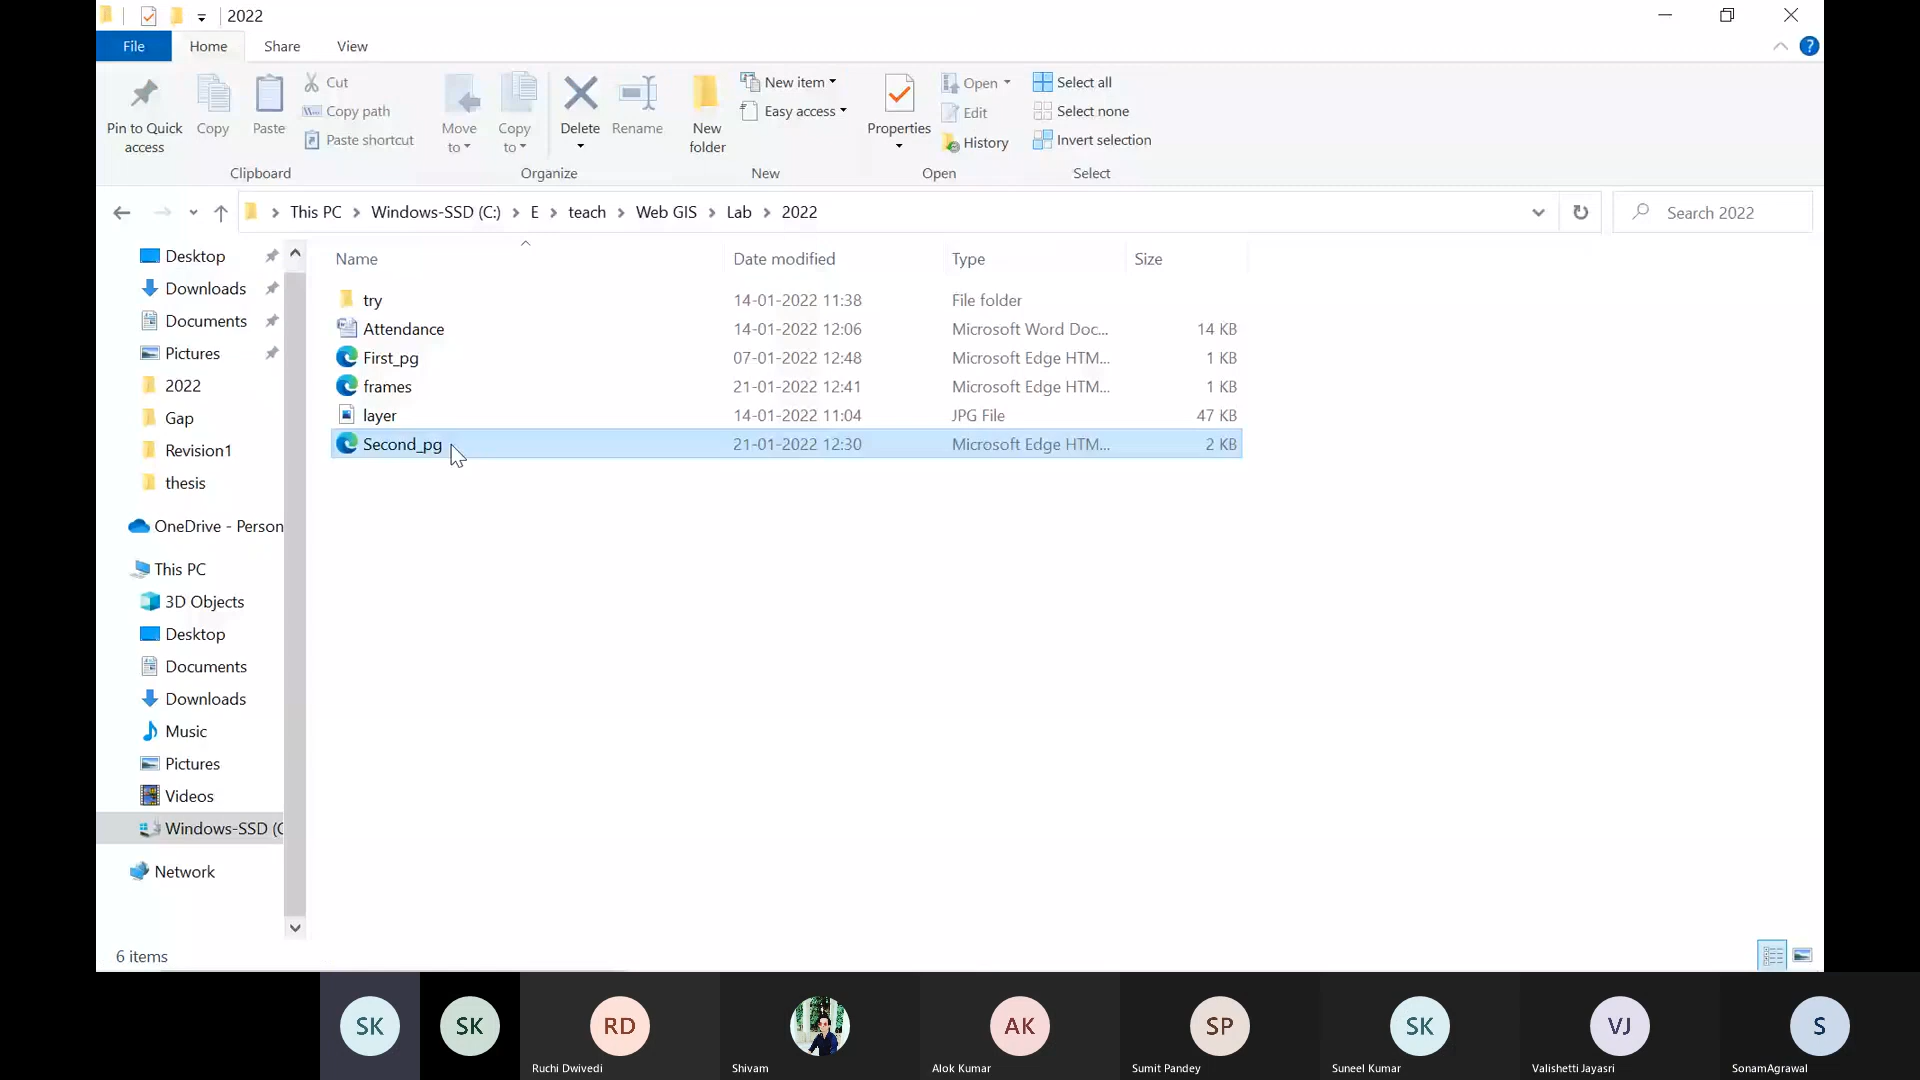 2022
File Home Share View
Pin to Quick access
Copy
Paste
Cut
Copy path
Paste shortcut
Clipboard
Move to
Copy to
Delete
Rename
Organize
New folder
New item
Easy access
New
Properties
Open
Edit
History
Open
Select all
Select none
Invert selection
Select
This PC > Windows-SSD (C:) > E > teach > Web GIS > Lab > 2022
Search 2022
Name Date modified Type Size
try 14-01-2022 11:38 File folder
Attendance 14-01-2022 12:06 Microsoft Word Doc... 14 KB
First_pg 07-01-2022 12:48 Microsoft Edge HTM... 1 KB
frames 21-01-2022 12:41 Microsoft Edge HTM... 1 KB
layer 14-01-2022 11:04 JPG File 47 KB
Second_pg 21-01-2022 12:30 Microsoft Edge HTM... 2 KB
Desktop
Downloads
Documents
Pictures
2022
Gap
Revision1
thesis
OneDrive - Person
This PC
3D Objects
Desktop
Documents
Downloads
Music
Pictures
Videos
Windows-SSD (C
Network
6 items
SK
SK
RD
Ruchi Dwivedi
Shivam
AK
Alok Kumar
SP
Sumit Pandey
SK
Suneel Kumar
VJ
Valishetti Jayasri
S
SonamAgrawal